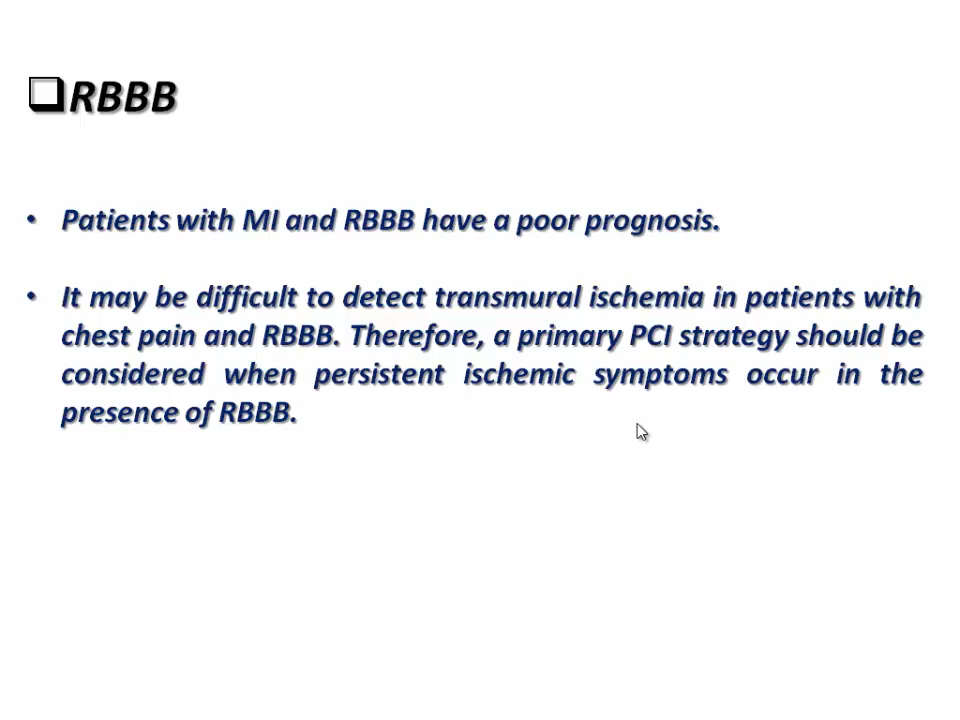 RBBB
• Patients with MI and RBBB have a poor prognosis.
• It may be difficult to detect transmural ischemia in patients with
chest pain and RBBB. Therefore, a primary PCI strategy should be
considered when persistent ischemic symptoms occur in the
presence of RBBB.